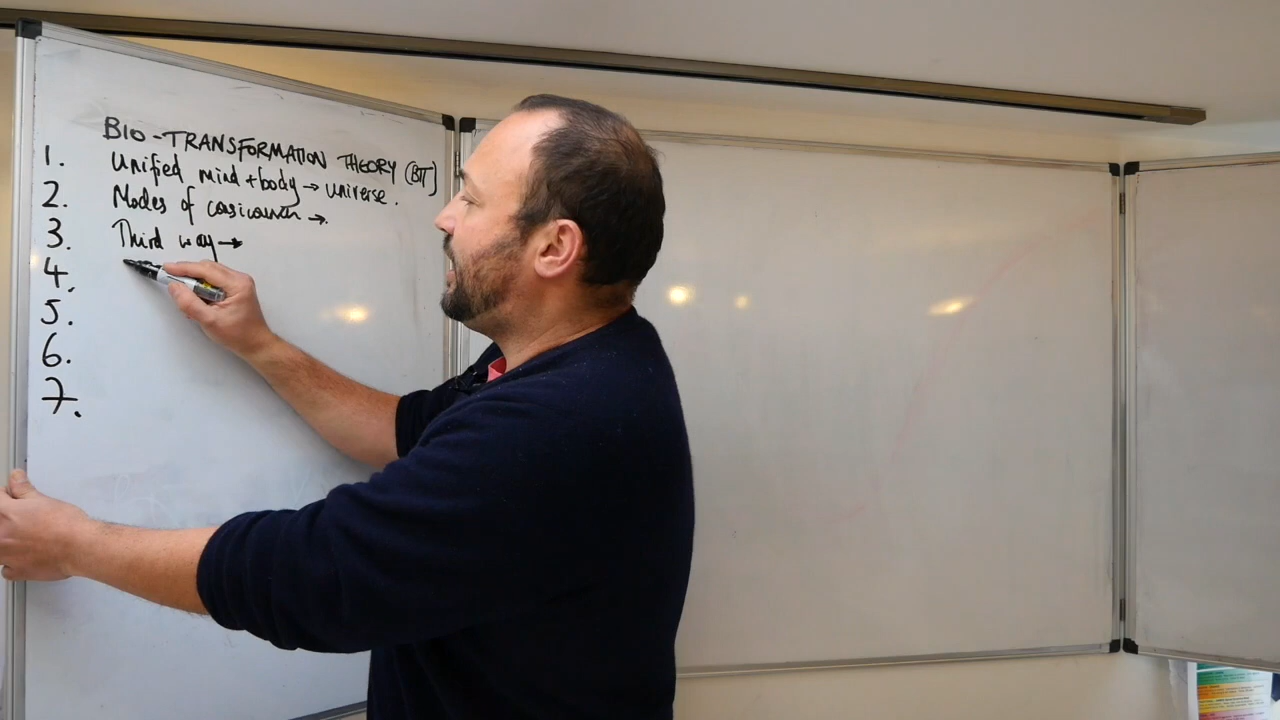 BIO-TRANSFORMATION THEORY (BTT)
1. Unified mind + body → universe.
2. Modes of →.
3. Third way →
4.
5.
6.
7.